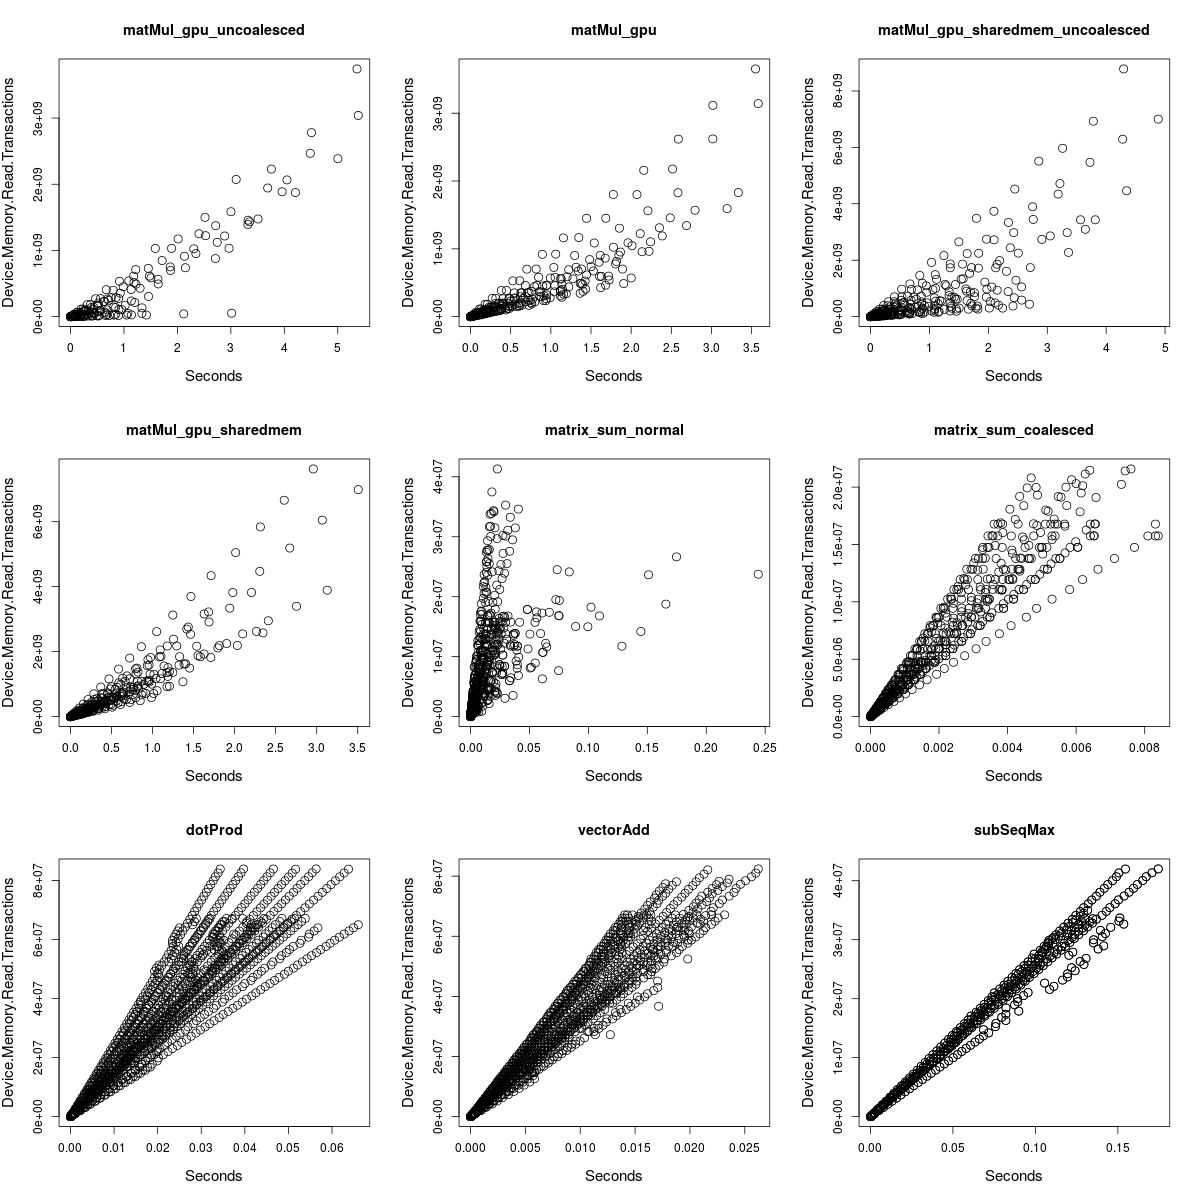 matMul_gpu_uncoalesced
Device.Memory.Read.Transactions
0e+00 1e+09 2e+09 3e+09
0 1 2 3 4 5
Seconds
matMul_gpu
Device.Memory.Read.Transactions
0e+00 1e+09 2e+09 3e+09
0.0 0.5 1.0 1.5 2.0 2.5 3.0 3.5
Seconds
matMul_gpu_sharedmem_uncoalesced
Device.Memory.Read.Transactions
0e+00 2e+09 4e+09 6e+09 8e+09
0 1 2 3 4 5
Seconds
matMul_gpu_sharedmem
Device.Memory.Read.Transactions
0e+00 2e+09 4e+09 6e+09
0.0 0.5 1.0 1.5 2.0 2.5 3.0 3.5
Seconds
matrix_sum_normal
Device.Memory.Read.Transactions
0e+00 1e+07 2e+07 3e+07 4e+07
0.00 0.05 0.10 0.15 0.20 0.25
Seconds
matrix_sum_coalesced
Device.Memory.Read.Transactions
0.0e+00 5.0e+06 1.0e+07 1.5e+07 2.0e+07
0.000 0.002 0.004 0.006 0.008
Seconds
dotProd
Device.Memory.Read.Transactions
0e+00 2e+07 4e+07 6e+07 8e+07
0.00 0.01 0.02 0.03 0.04 0.05 0.06
Seconds
vectorAdd
Device.Memory.Read.Transactions
0e+00 2e+07 4e+07 6e+07 8e+07
0.000 0.005 0.010 0.015 0.020 0.025
Seconds
subSeqMax
Device.Memory.Read.Transactions
0e+00 1e+07 2e+07 3e+07 4e+07
0.00 0.05 0.10 0.15
Seconds